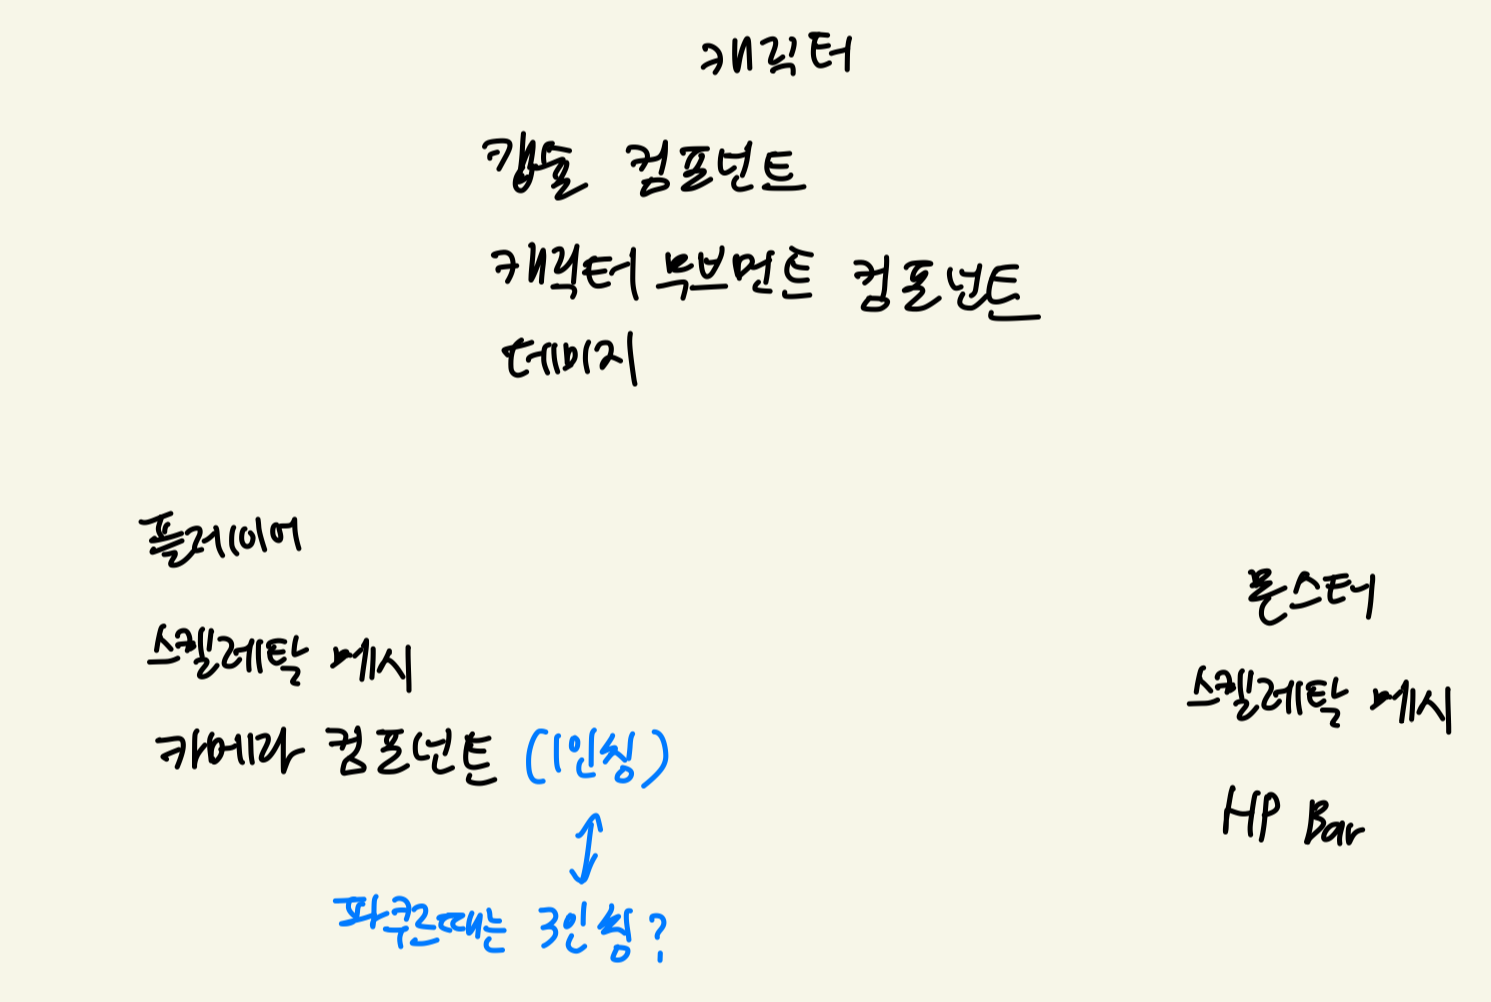 캐릭터
캡슐 컴포넌트
캐릭터 무브먼트 컴포넌트
데미지
플레이어
스켈레탈 메시
카메라 컴포넌트 (1인칭)
파쿠르때는 3인칭?
몬스터
스켈레탈 메시
HP Bar